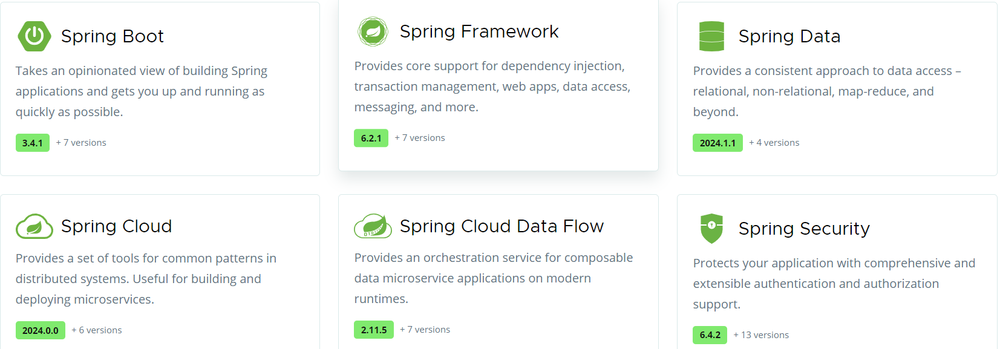 Spring Boot
Takes an opinionated view of building Spring
applications and gets you up and running as
quickly as possible.
3.4.1 + 7 versions
Spring Framework
Provides core support for dependency injection,
transaction management, web apps, data access,
messaging, and more.
6.2.1 + 7 versions
Spring Data
Provides a consistent approach to data access –
relational, non-relational, map-reduce, and
beyond.
2024.1.1 + 4 versions
Spring Cloud
Provides a set of tools for common patterns in
distributed systems. Useful for building and
deploying microservices.
2024.0.0 + 6 versions
Spring Cloud Data Flow
Provides an orchestration service for composable
data microservice applications on modern
runtimes.
2.11.5 + 7 versions
Spring Security
Protects your application with comprehensive and
extensible authentication and authorization
support.
6.4.2 + 13 versions